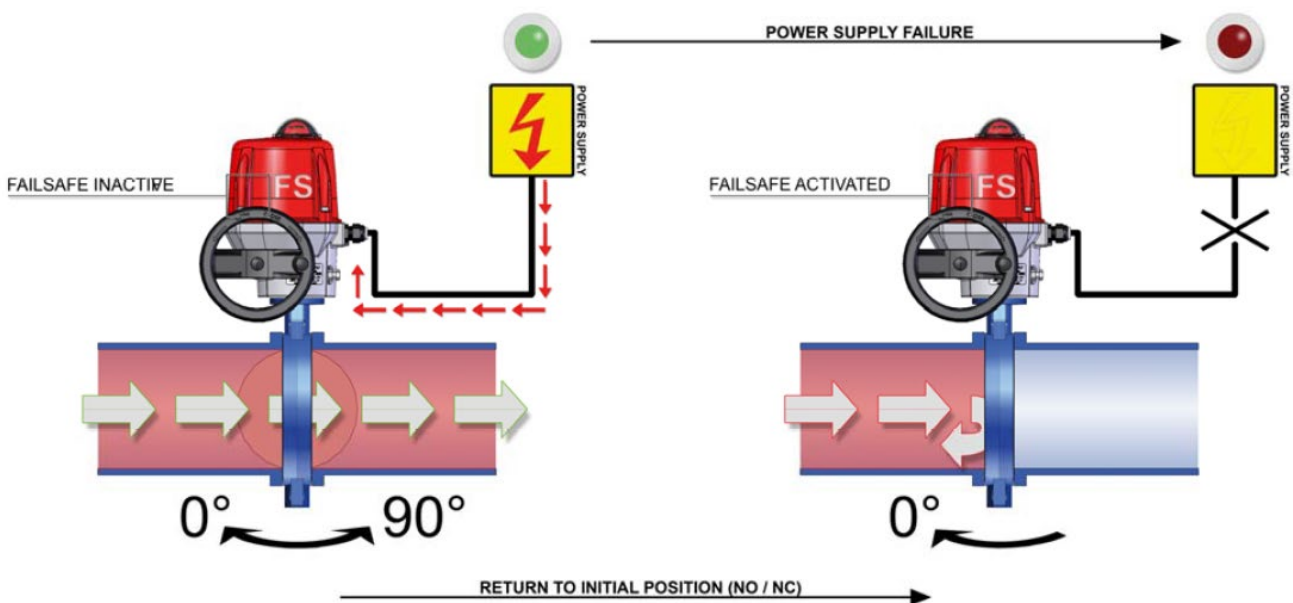 POWER SUPPLY FAILURE
POWER SUPPLY
POWER SUPPLY
FAILSAFE INACTIVE
FS
FAILSAFE ACTIVATED
FS
0°
90°
0°
RETURN TO INITIAL POSITION (NO / NC)